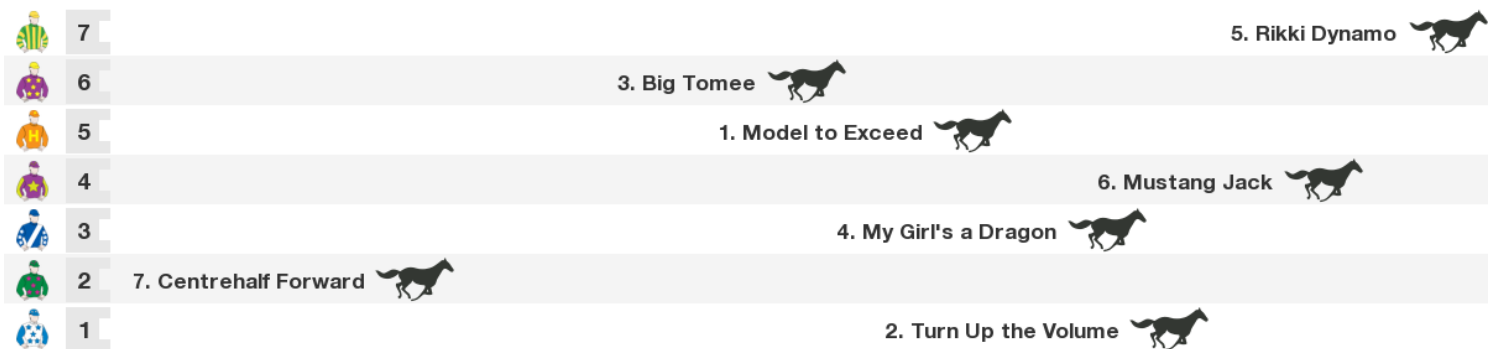 7 5. Rikki Dynamo
6 3. Big Tomee
H 5 1. Model to Exceed
4 6. Mustang Jack
3 4. My Girl's a Dragon
2 7. Centrehalf Forward
1 2. Turn Up the Volume